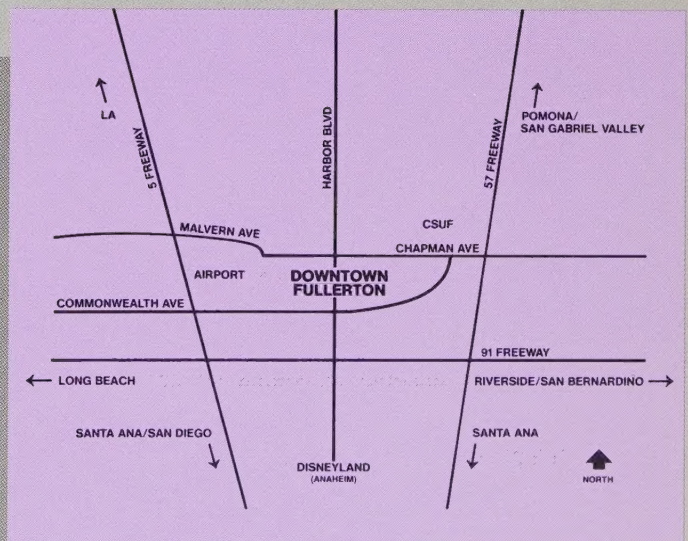 LA
5 FREEWAY
HARBOR BLVD
57 FREEWAY
POMONA/
SAN GABRIEL VALLEY
MALVERN AVE
CSUF
CHAPMAN AVE
AIRPORT
DOWNTOWN
FULLERTON
COMMONWEALTH AVE
91 FREEWAY
LONG BEACH
RIVERSIDE/SAN BERNARDINO
SANTA ANA/SAN DIEGO
SANTA ANA
DISNEYLAND
(ANAHEIM)
NORTH